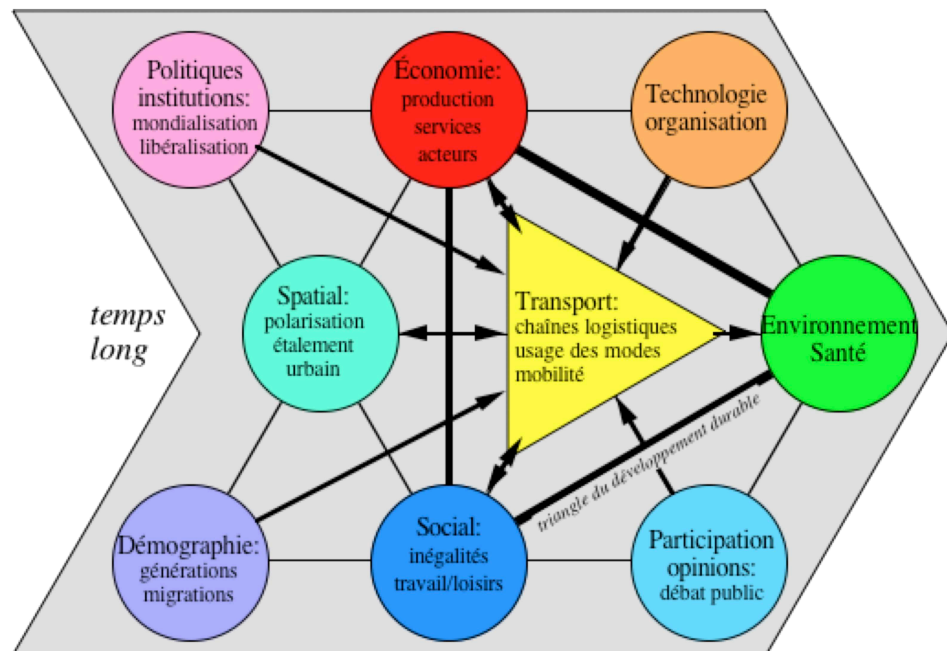 Politiques
institutions:
mondialisation
libéralisation
Économie:
production
services
acteurs
Technologie
organisation
temps
long
Spatial:
polarisation
étalement
urbain
Transport:
chaînes logistiques
usage des modes
mobilité
Environnement
Santé
triangle du développement durable
Démographie:
générations
migrations
Social:
inégalités
travail/loisirs
Participation
opinions:
débat public